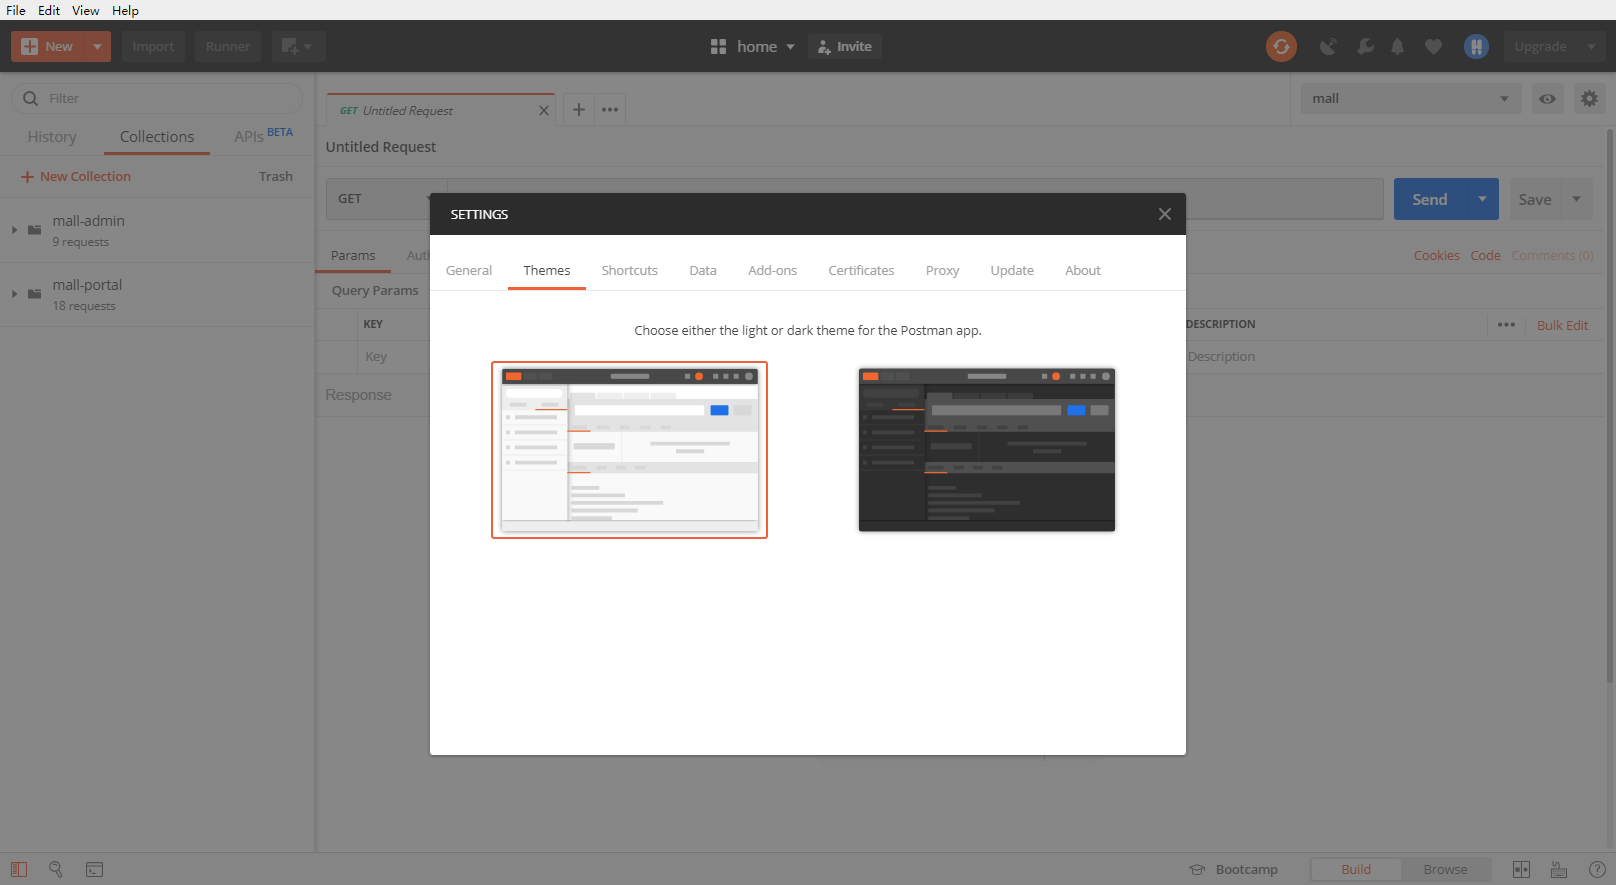 File Edit View Help
New Import Runner home Invite Upgrade
Filter
GET Untitled Request
mall
History Collections APIs BETA
Untitled Request
New Collection Trash
GET Send Save
mall-admin
9 requests
SETTINGS
Params Auth Cookies Code Comments (0)
General Themes Shortcuts Data Add-ons Certificates Proxy Update About
mall-portal
18 requests
Query Params
KEY DESCRIPTION Bulk Edit
Choose either the light or dark theme for the Postman app.
Key Description
Response
Bootcamp Build Browse